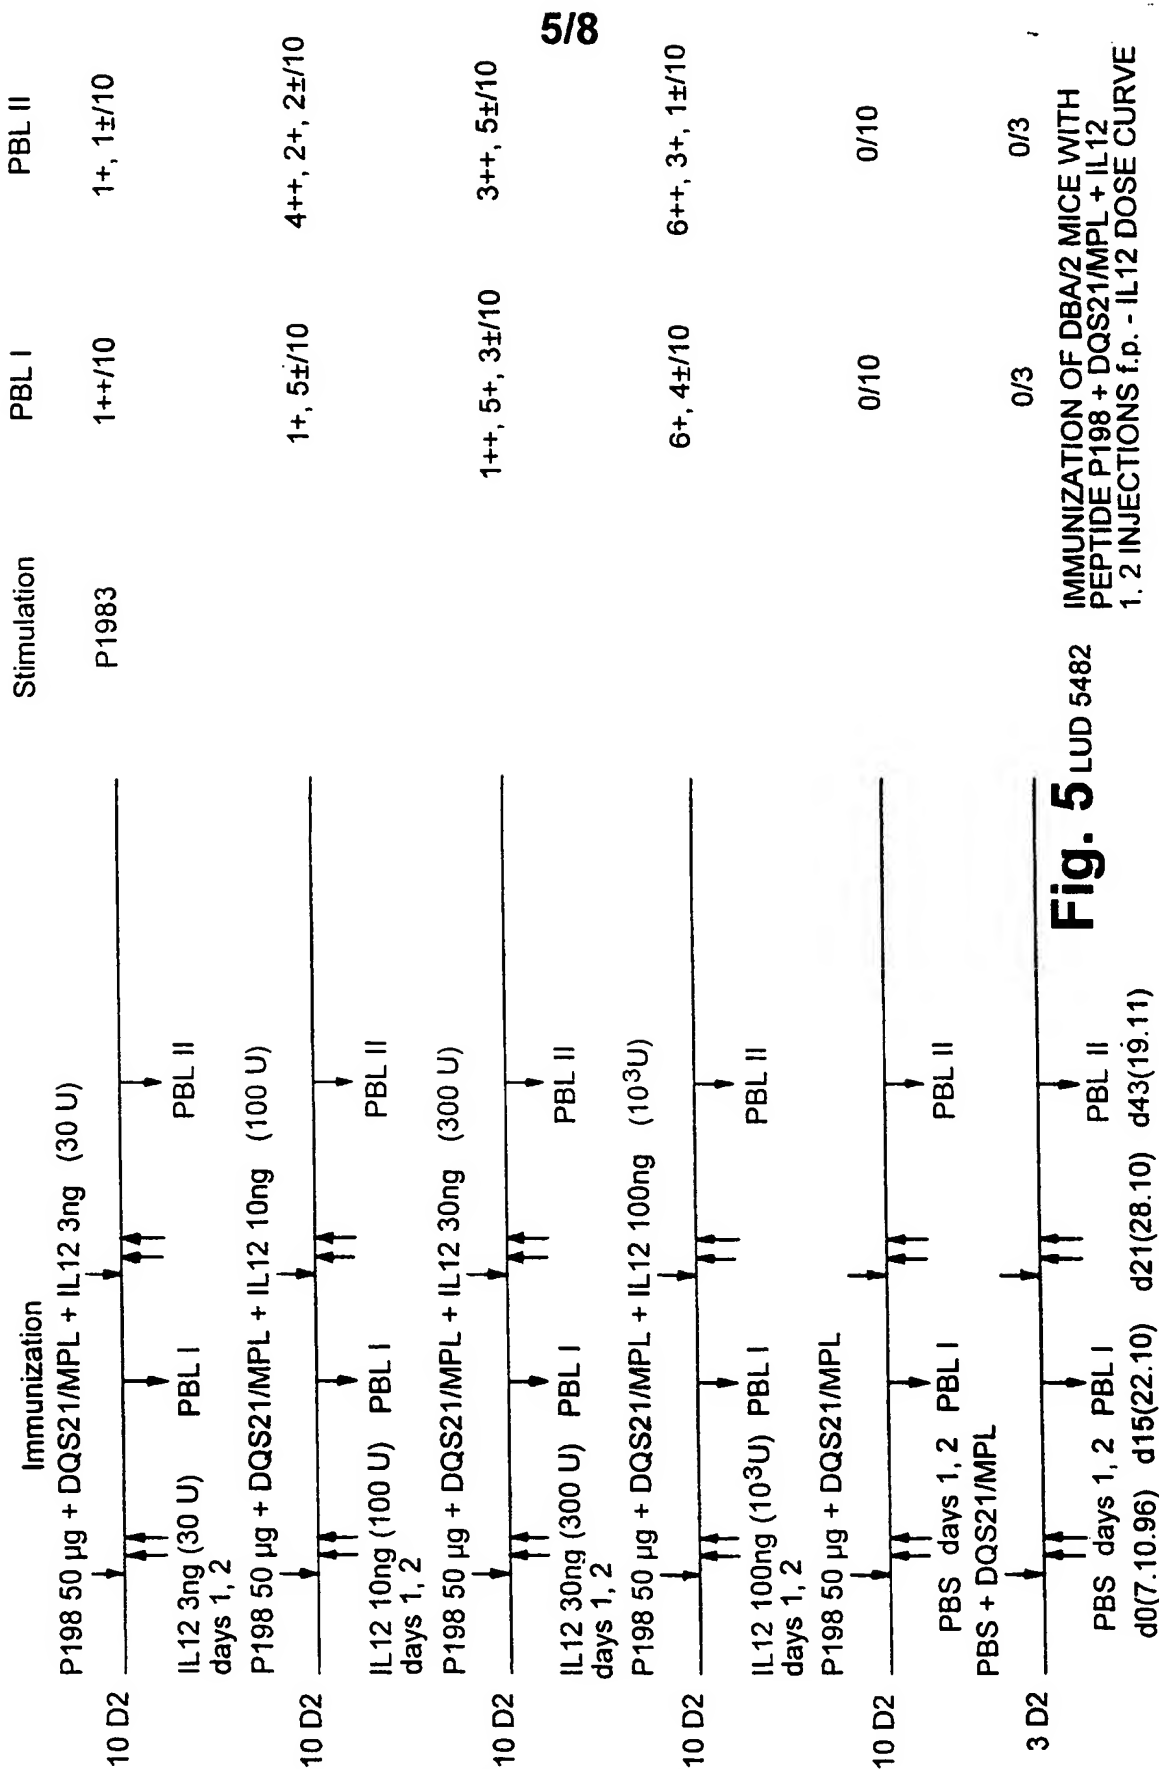 5/8
Immunization
Stimulation
PBL I
PBL II
P198 50 µg + DQS21/MPL + IL12 3ng (30 U)
10 D2
P1983
1++/10
1+, 1±/10
IL12 3ng (30 U) PBL I
PBL II
days 1, 2
P198 50 µg + DQS21/MPL + IL12 10ng (100 U)
10 D2
1+, 5±/10
4++, 2+, 2±/10
IL12 10ng (100 U) PBL I
PBL II
days 1, 2
P198 50 µg + DQS21/MPL + IL12 30ng (300 U)
10 D2
1++, 5+, 3±/10
3++, 5±/10
IL12 30ng (300 U) PBL I
PBL II
days 1, 2
P198 50 µg + DQS21/MPL + IL12 100ng (10³U)
10 D2
6+, 4±/10
6++, 3+, 1±/10
IL12 100ng (10³U) PBL I
PBL II
days 1, 2
P198 50 µg + DQS21/MPL
10 D2
0/10
0/10
PBS days 1, 2 PBL I
PBL II
PBS + DQS21/MPL
3 D2
0/3
0/3
PBS days 1, 2 PBL I
PBL II
d0(7.10.96) d15(22.10) d21(28.10) d43(19.11)
Fig. 5 LUD 5482
IMMUNIZATION OF DBA/2 MICE WITH
PEPTIDE P198 + DQS21/MPL + IL12
1, 2 INJECTIONS f.p. - IL12 DOSE CURVE